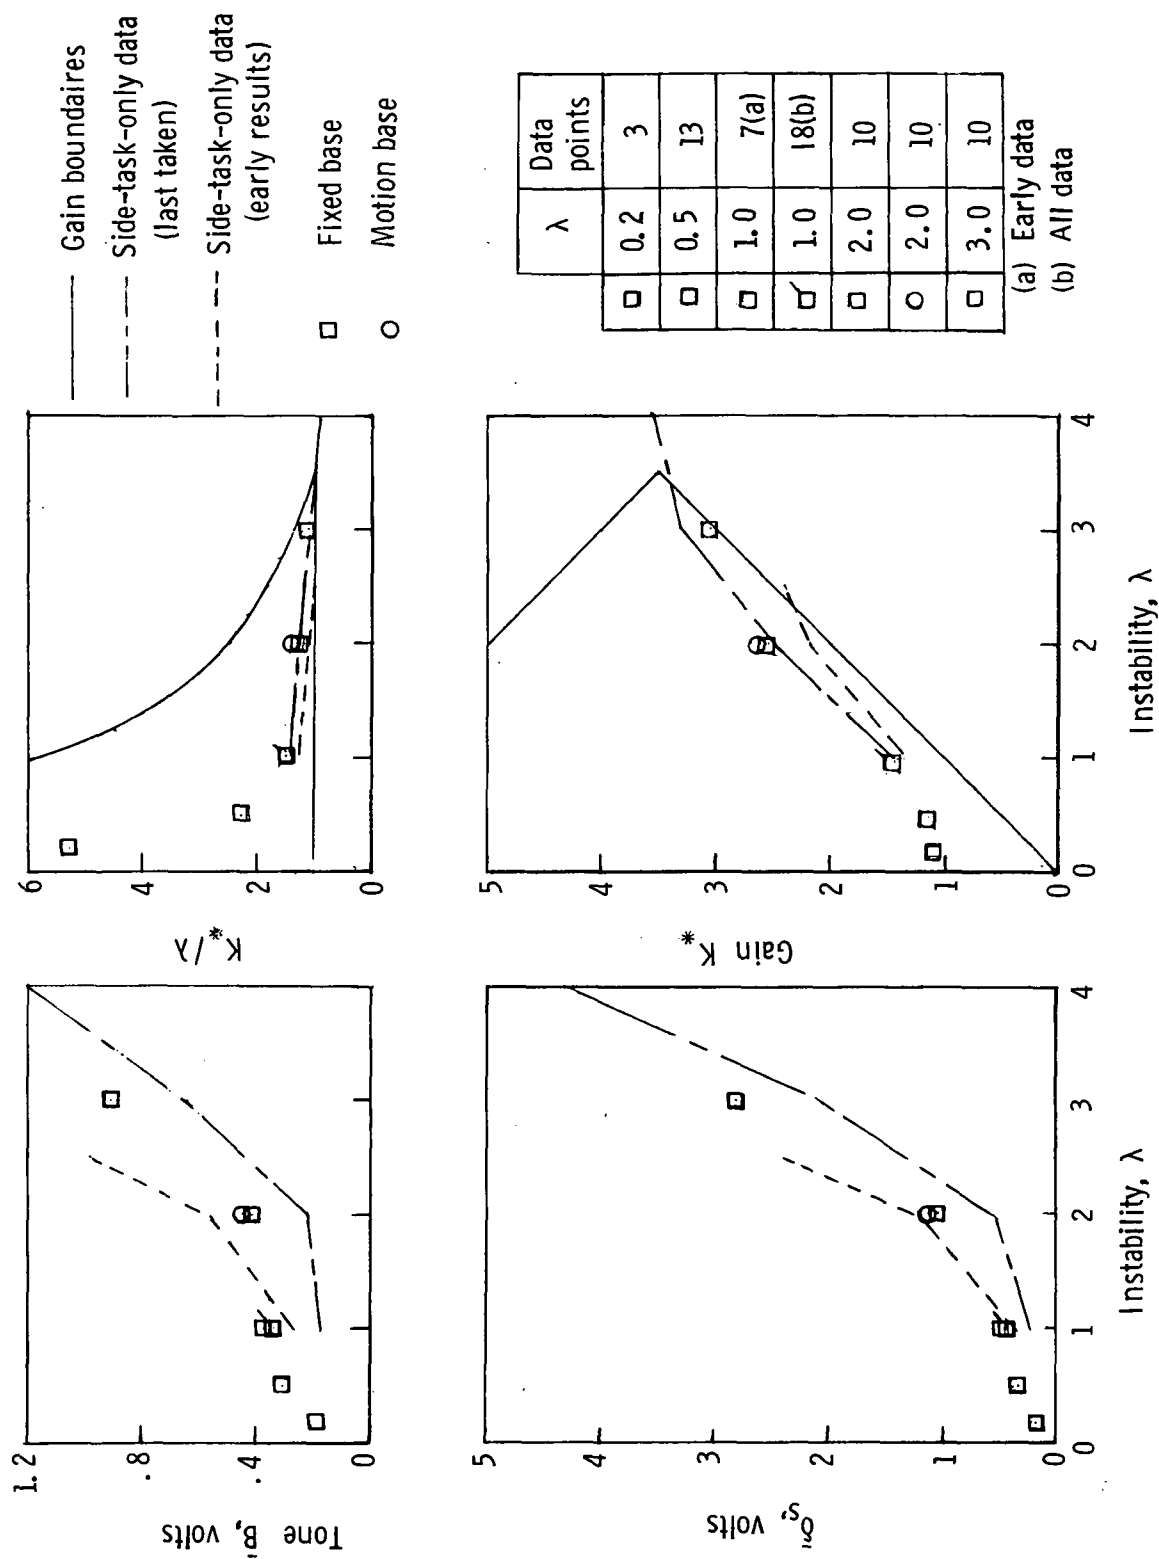 1.2
.8
.4
0
Tone B̃, volts
6
4
2
0
K*/λ
Gain boundaires
Side-task-only data
(last taken)
Side-task-only data
(early results)
Fixed base
Motion base
5
4
3
2
1
0
δ̃s, volts
0 1 2 3 4
Instability, λ
5
4
3
2
1
0
Gain K*
0 1 2 3 4
Instability, λ
λ Data
points
0.2 3
0.5 13
1.0 7(a)
1.0 18(b)
2.0 10
2.0 10
3.0 10
(a) Early data
(b) All data